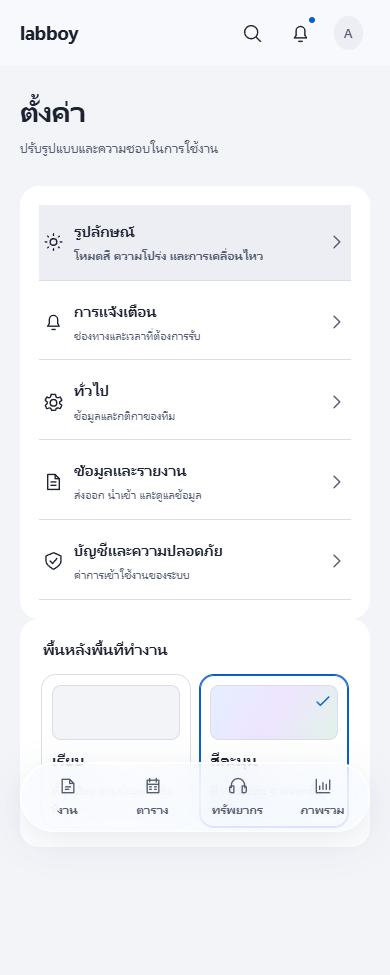 labboy
A
ตั้งค่า
ปรับรูปแบบและความชอบในการใช้งาน
รูปลักษณ์
โหมดสี ความโปร่ง และการเคลื่อนไหว
การแจ้งเตือน
ช่องทางและเวลาที่ต้องการรับ
ทั่วไป
ข้อมูลและกติกาของทีม
ข้อมูลและรายงาน
ส่งออก นำเข้า และดูแลข้อมูล
บัญชีและความปลอดภัย
ค่าการเข้าใช้งานของระบบ
พื้นหลังพื้นที่ทำงาน
เรียบ
สีละมุน
งาน
ตาราง
ทรัพยากร
ภาพรวม